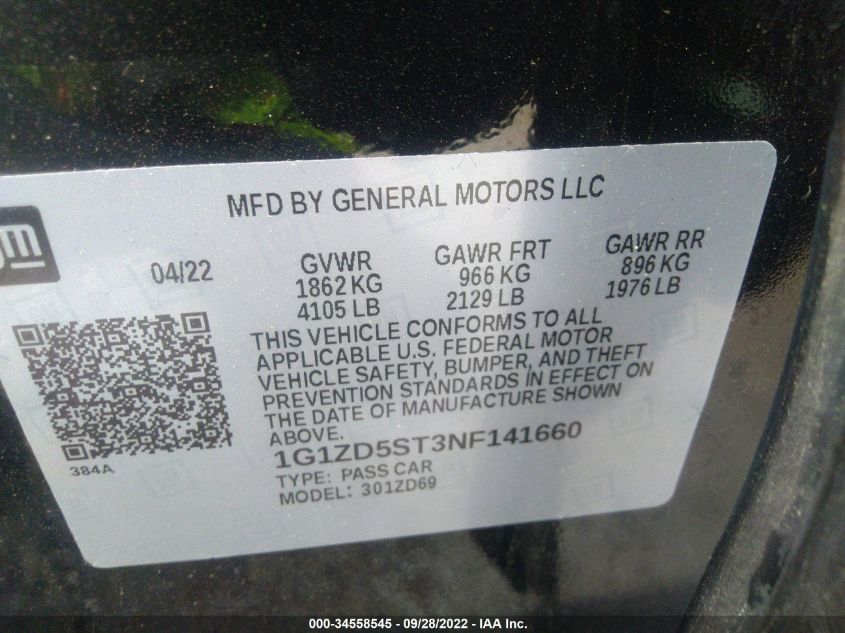 MFD BY GENERAL MOTORS LLC
gm
04/22
GVWR
1862 KG
4105 LB
GAWR FRT
966 KG
2129 LB
GAWR RR
896 KG
1976 LB
THIS VEHICLE CONFORMS TO ALL
APPLICABLE U.S. FEDERAL MOTOR
VEHICLE SAFETY, BUMPER, AND THEFT
PREVENTION STANDARDS IN EFFECT ON
THE DATE OF MANUFACTURE SHOWN
ABOVE.
384A
1G1ZD5ST3NF141660
TYPE: PASS CAR
MODEL: 301ZD69
000-34558545 - 09/28/2022 - IAA Inc.